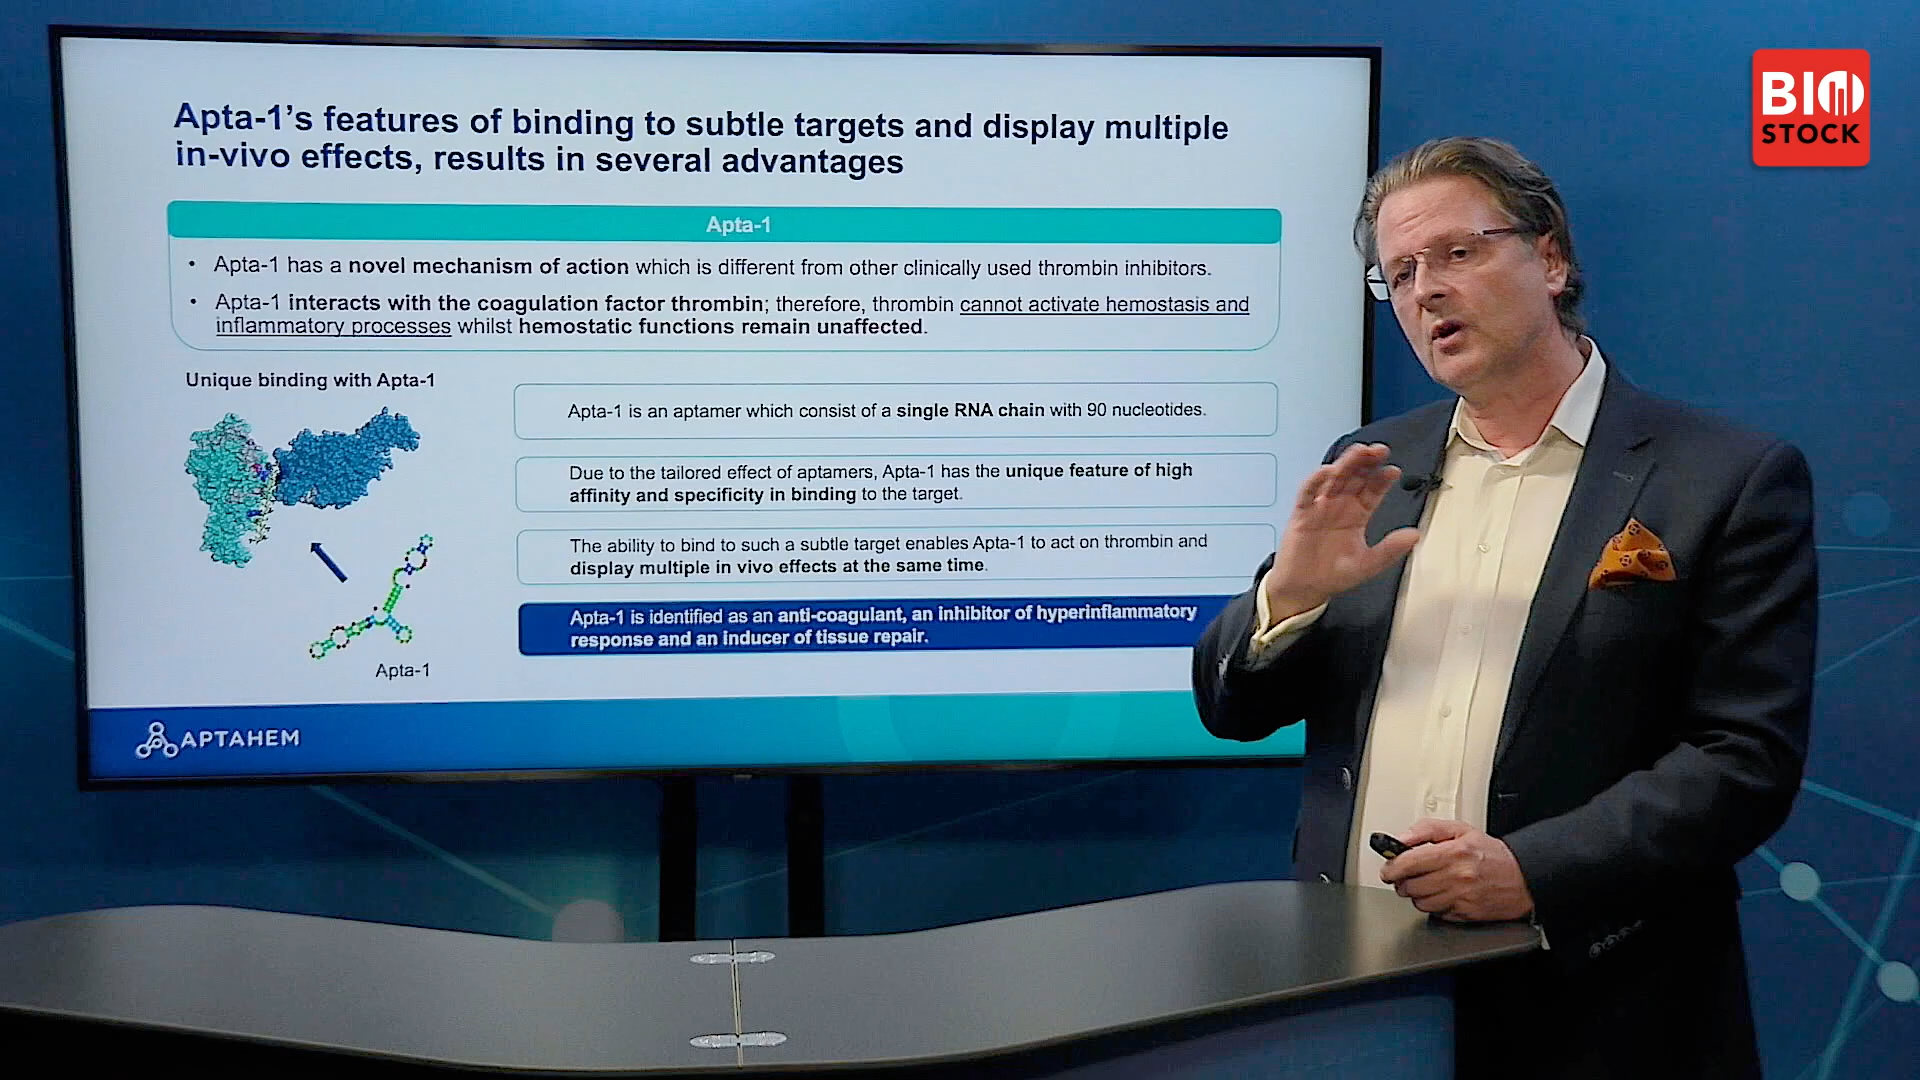 BIO
STOCK
Apta-1’s features of binding to subtle targets and display multiple
in-vivo effects, results in several advantages
Apta-1
• Apta-1 has a novel mechanism of action which is different from other clinically used thrombin inhibitors.
• Apta-1 interacts with the coagulation factor thrombin; therefore, thrombin cannot activate hemostasis and
inflammatory processes whilst hemostatic functions remain unaffected.
Unique binding with Apta-1
Apta-1
Apta-1 is an aptamer which consist of a single RNA chain with 90 nucleotides.
Due to the tailored effect of aptamers, Apta-1 has the unique feature of high
affinity and specificity in binding to the target.
The ability to bind to such a subtle target enables Apta-1 to act on thrombin and
display multiple in vivo effects at the same time.
Apta-1 is identified as an anti-coagulant, an inhibitor of hyperinflammatory
response and an inducer of tissue repair.
APTAHEM